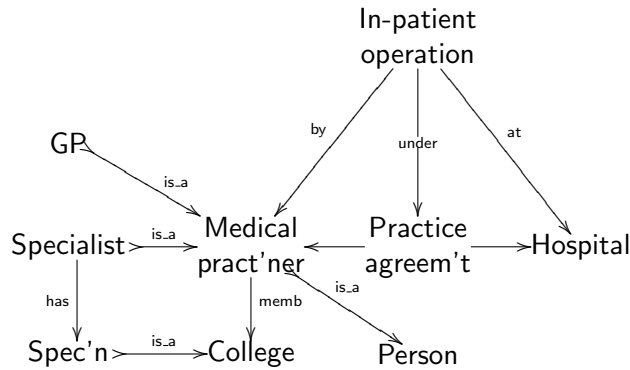 In-patient
operation
by
under
at
GP
is_a
Medical
pract'ner
Practice
agreem't
Specialist
is_a
Hospital
has
memb
is_a
Spec'n
is_a
College
Person